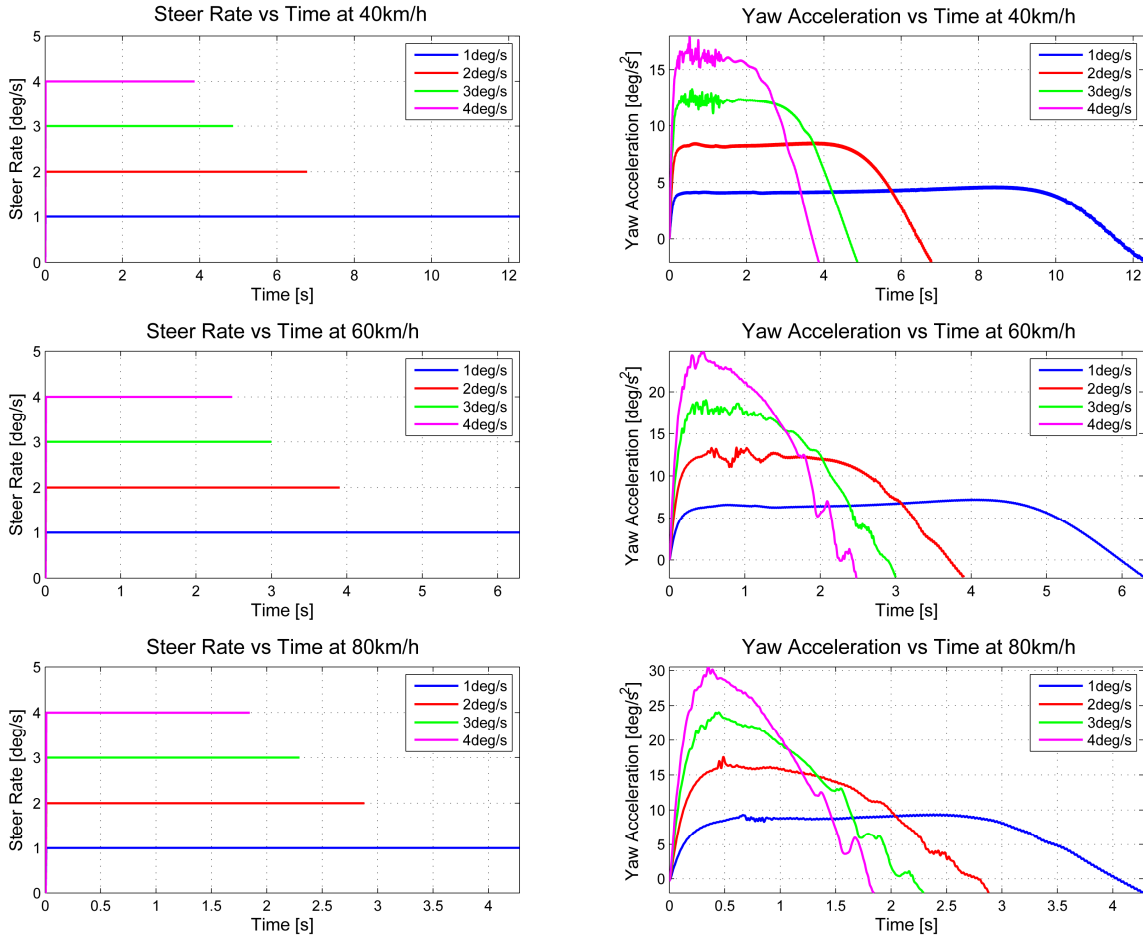 Steer Rate vs Time at 40km/h
5
4
3
2
1
0
Steer Rate [deg/s]
0 2 4 6 8 10 12
Time [s]
1deg/s
2deg/s
3deg/s
4deg/s
Yaw Acceleration vs Time at 40km/h
15
10
5
0
Yaw Acceleration [deg/s²]
0 2 4 6 8 10 12
Time [s]
1deg/s
2deg/s
3deg/s
4deg/s
Steer Rate vs Time at 60km/h
5
4
3
2
1
0
Steer Rate [deg/s]
0 1 2 3 4 5 6
Time [s]
1deg/s
2deg/s
3deg/s
4deg/s
Yaw Acceleration vs Time at 60km/h
20
15
10
5
0
Yaw Acceleration [deg/s²]
0 1 2 3 4 5 6
Time [s]
1deg/s
2deg/s
3deg/s
4deg/s
Steer Rate vs Time at 80km/h
5
4
3
2
1
0
Steer Rate [deg/s]
0 0.5 1 1.5 2 2.5 3 3.5 4
Time [s]
1deg/s
2deg/s
3deg/s
4deg/s
Yaw Acceleration vs Time at 80km/h
30
25
20
15
10
5
0
Yaw Acceleration [deg/s²]
0 0.5 1 1.5 2 2.5 3 3.5 4
Time [s]
1deg/s
2deg/s
3deg/s
4deg/s